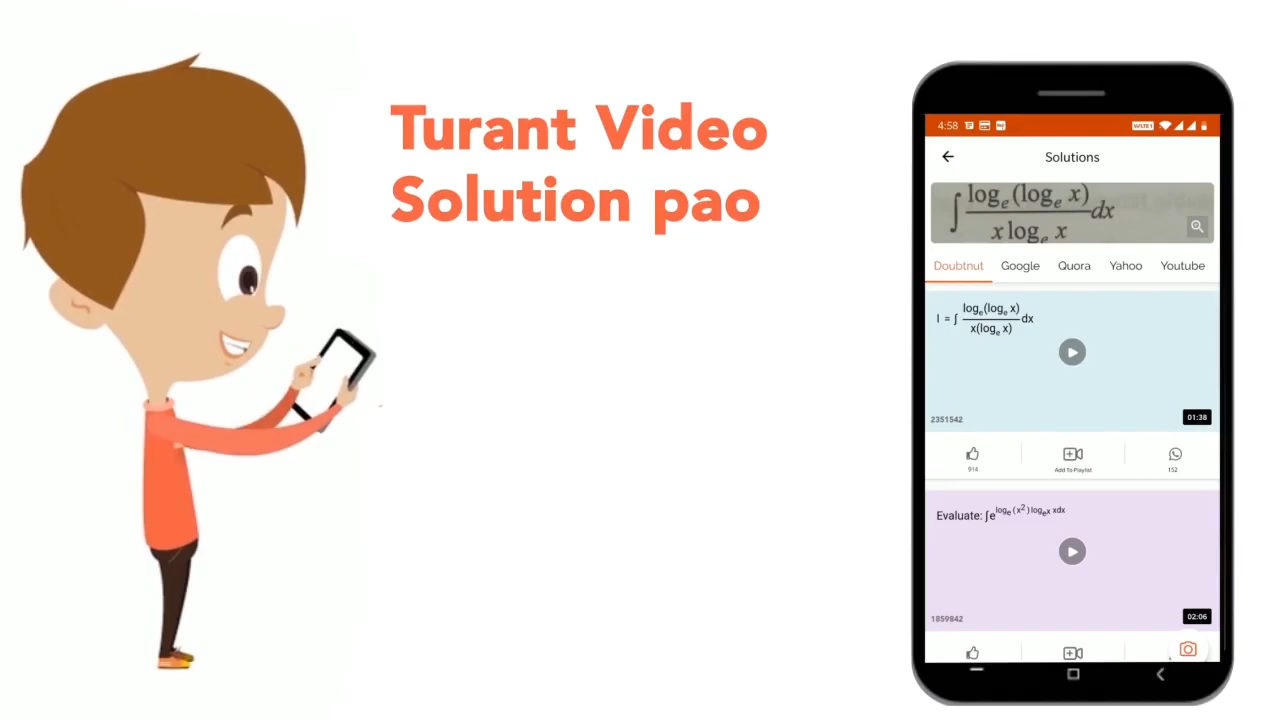 Turant Video
Solution pao
4:58
Solutions
∫ logₑ(logₑ x)/x logₑ x dx
Doubtnut Google Quora Yahoo Youtube
I = ∫ logₑ(logₑ x)/x(logₑ x) dx
2351542 01:38
914 Add To Playlist 152
Evaluate: ∫e^logₑ(x²)logₑx xdx
1859842 02:06